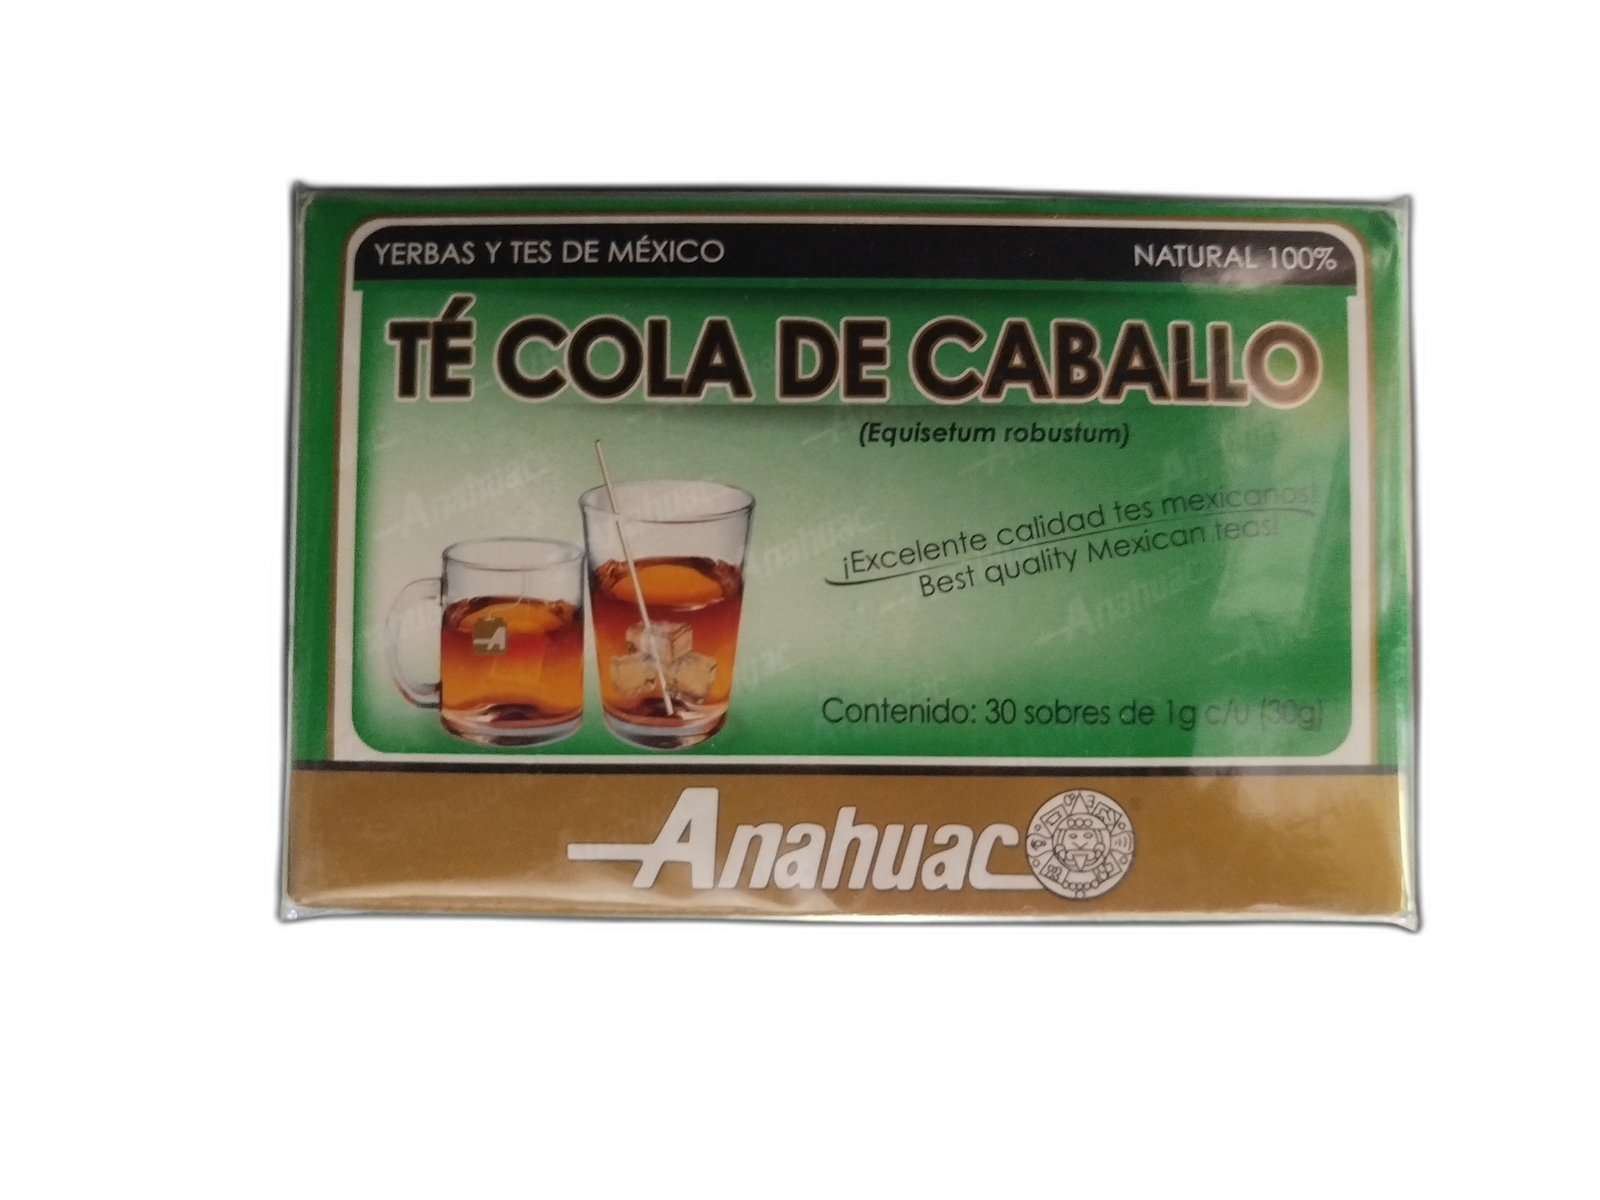 YERBAS Y TES DE MÉXICO NATURAL 100%
TÉ COLA DE CABALLO
(Equisetum robustum)
¡Excelente calidad tes mexicanos!
Best quality Mexican teas!
Contenido: 30 sobres de 1g c/u (30g)
Anahuac